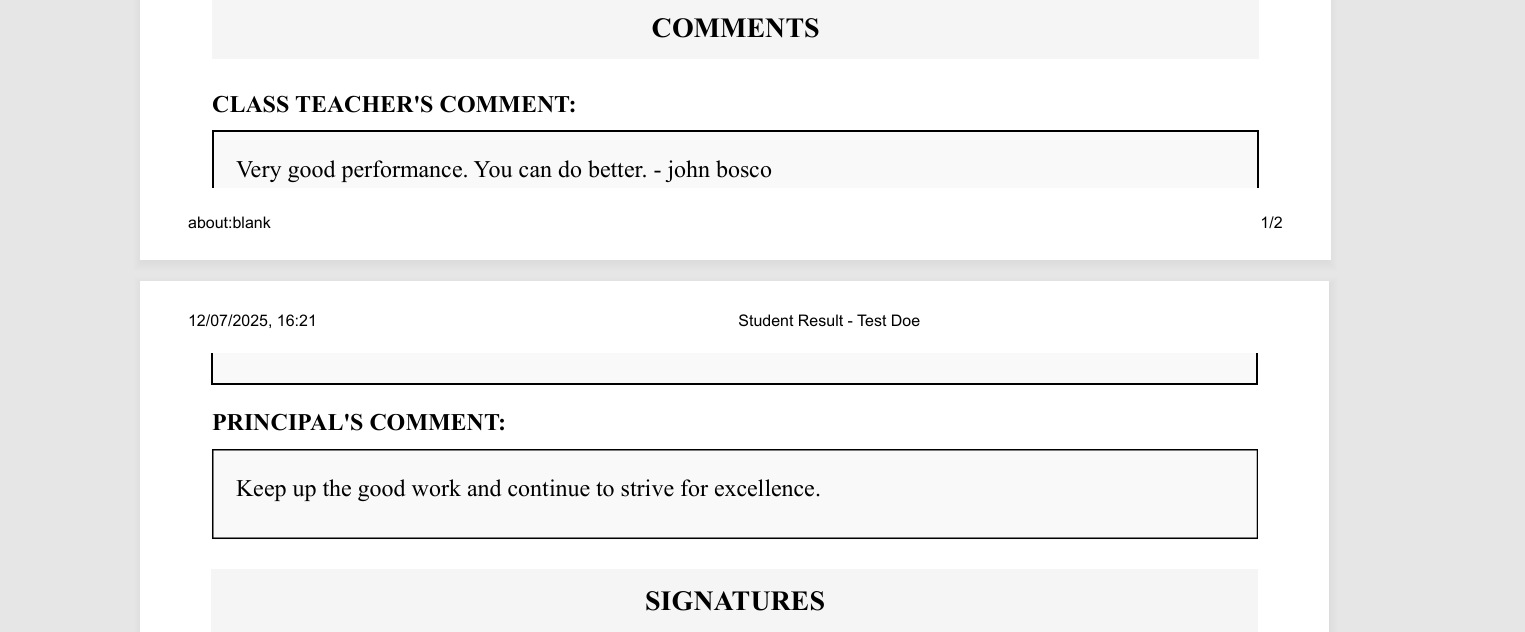 COMMENTS
CLASS TEACHER'S COMMENT:
Very good performance. You can do better. - john bosco
about:blank 1/2
12/07/2025, 16:21 Student Result - Test Doe
PRINCIPAL'S COMMENT:
Keep up the good work and continue to strive for excellence.
SIGNATURES